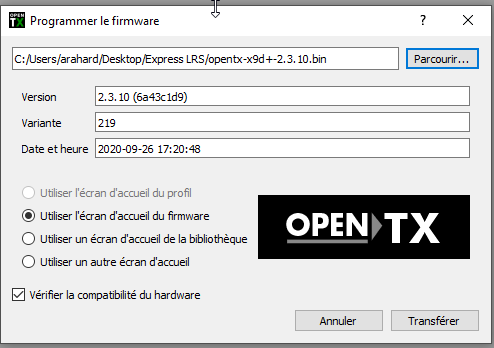 OPEN TX Programmer le firmware ? ×
C:/Users/arahard/Desktop/Express LRS/opentx-x9d+-2.3.10.bin Parcourir...
Version 2.3.10 (6a43c1d9)
Variante 219
Date et heure 2020-09-26 17:20:48
Utiliser l'écran d'accueil du profil
Utiliser l'écran d'accueil du firmware
Utiliser un écran d'accueil de la bibliothèque
Utiliser un autre écran d'accueil
OPEN TX
Vérifier la compatibilité du hardware
Annuler Transférer